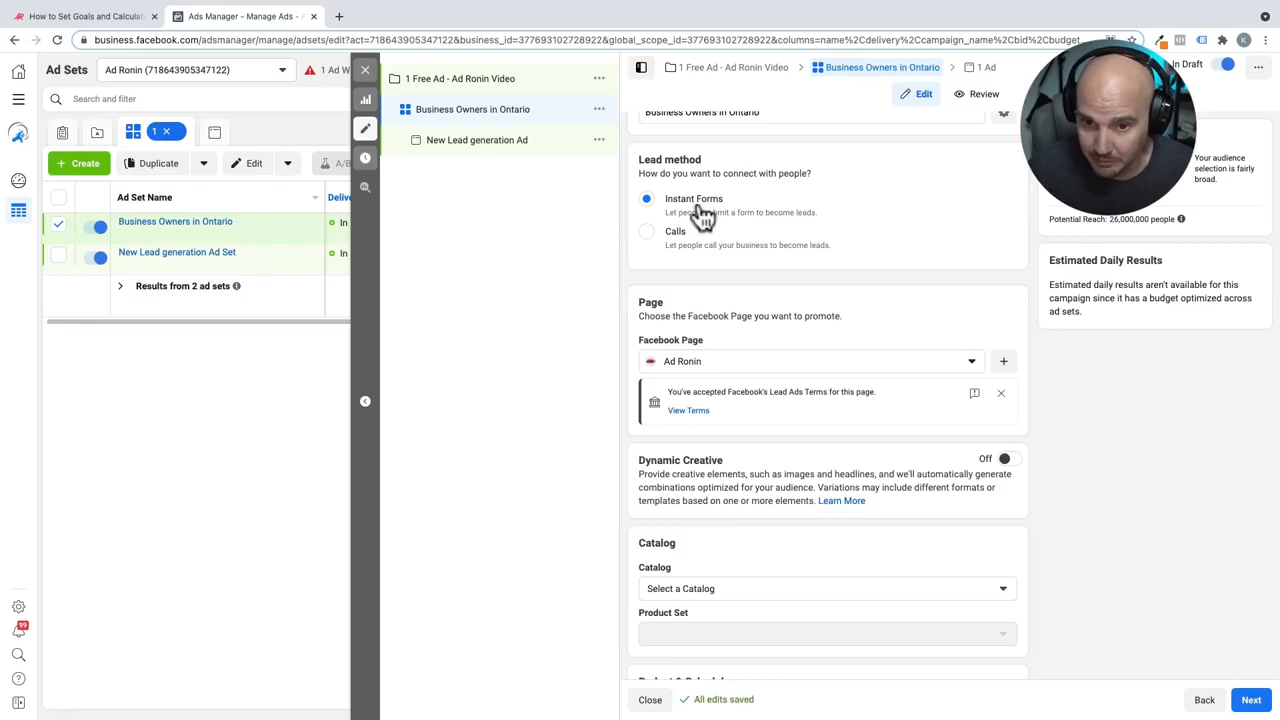 How to Set Goals and Calculat
Ads Manager - Manage Ads -
business.facebook.com/adsmanager/manage/adsets/edit?act=718643905347122&business_id=377693102728922&global_scope_id=377693102728922&columns=name%2Cdelivery%2Ccampaign_name%2Cbid%2Cbudget
K
Ad Sets
Ad Ronin (718643905347122)
1 Ad W
Search and filter
1
Create
Duplicate
Edit
A/B
Ad Set Name
Delive
Business Owners in Ontario
In
New Lead generation Ad Set
In
Results from 2 ad sets
99
1 Free Ad - Ad Ronin Video
Business Owners in Ontario
New Lead generation Ad
1 Free Ad - Ad Ronin Video
Business Owners in Ontario
1 Ad
In Draft
Edit
Review
Business Owners in Ontario
Lead method
How do you want to connect with people?
Instant Forms
Let people submit a form to become leads.
Calls
Let people call your business to become leads.
Page
Choose the Facebook Page you want to promote.
Facebook Page
Ad Ronin
You've accepted Facebook's Lead Ads Terms for this page.
View Terms
Dynamic Creative
Off
Provide creative elements, such as images and headlines, and we'll automatically generate
combinations optimized for your audience. Variations may include different formats or
templates based on one or more elements. Learn More
Catalog
Catalog
Select a Catalog
Product Set
Close
All edits saved
Back
Next
Your audience
selection is fairly
broad.
Potential Reach: 26,000,000 people
Estimated Daily Results
Estimated daily results aren't available for this
campaign since it has a budget optimized across
ad sets.